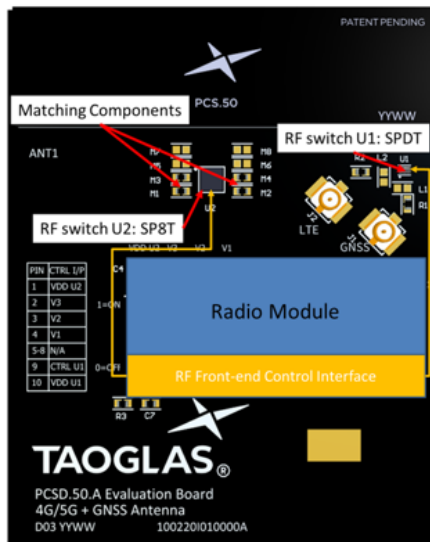 PATENT PENDING
PCS.50
Matching Components
YYWW
RF switch U1: SPDT
ANT1
M7
M8
R2
L2
U1
M5
M6
M3
M4
M1
M2
L1
R1
U2
RF switch U2: SP8T
J2
LTE
J1
GNSS
VDD U2 V3 V2 V1
PIN CTRL I/P
1 VDD U2
2 V3
3 V2
4 V1
5-8 N/A
9 CTRL U1
10 VDD U1
C4
1=ON
0=OFF
Radio Module
RF Front-end Control Interface
R3 C7
TAOGLAS®
PCSD.50.A Evaluation Board
4G/5G + GNSS Antenna
D03 YYWW 100220I010000A